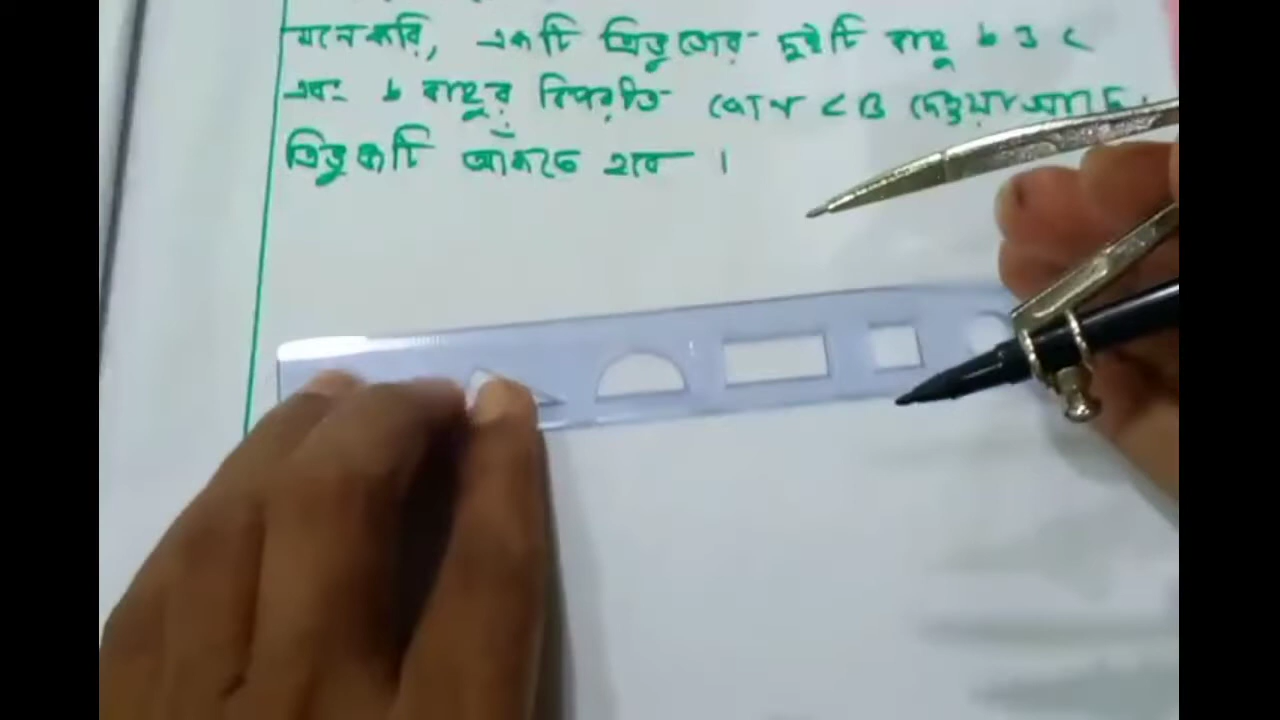 মনেকরি, একটি ত্রিভুজের দুইটি বাহু b ও c
এবং b বাহুর বিপরীত কোণ ∠B দেওয়া আছে।
ত্রিভুজটি আঁকতে হবে ।